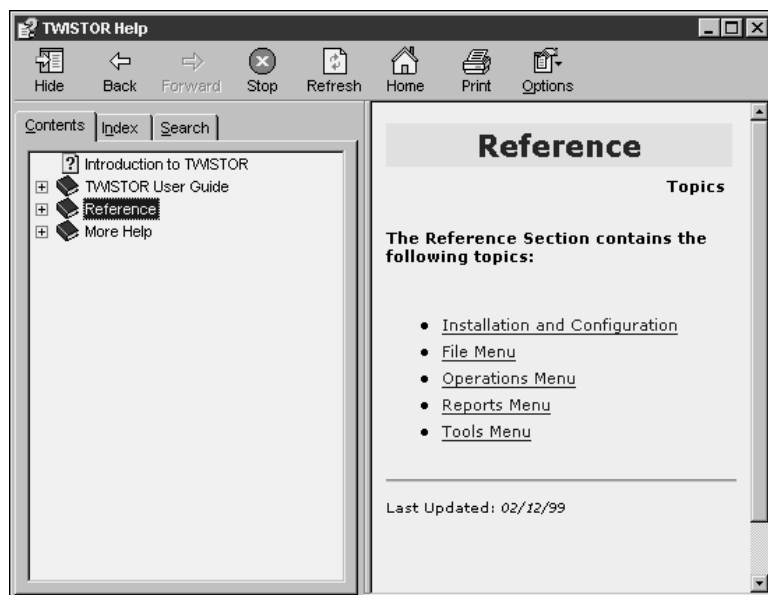 TWISTOR Help
Hide Back Forward Stop Refresh Home Print Options
Contents Index Search
Introduction to TWISTOR
TWISTOR User Guide
Reference
More Help
Reference
Topics
The Reference Section contains the
following topics:
Installation and Configuration
File Menu
Operations Menu
Reports Menu
Tools Menu
Last Updated: 02/12/99